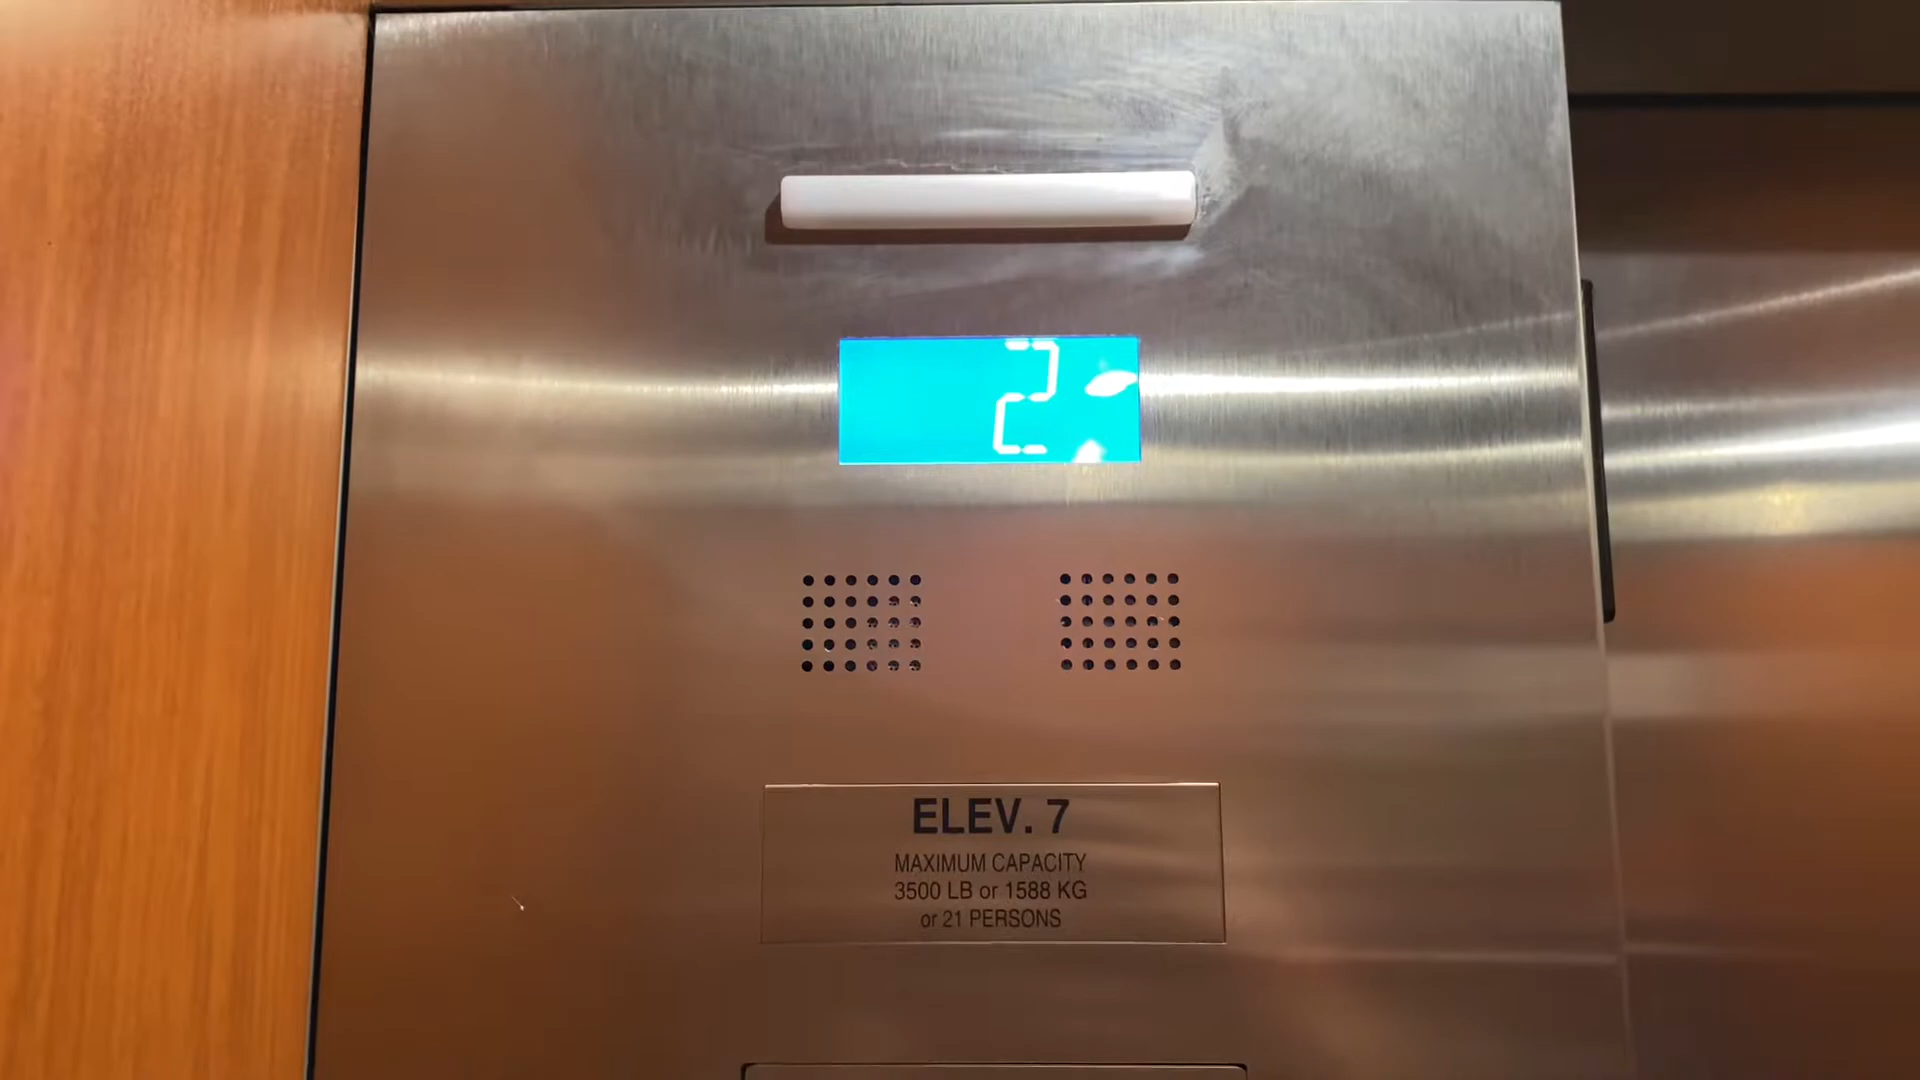 2
ELEV. 7
MAXIMUM CAPACITY
3500 LB or 1588 KG
or 21 PERSONS